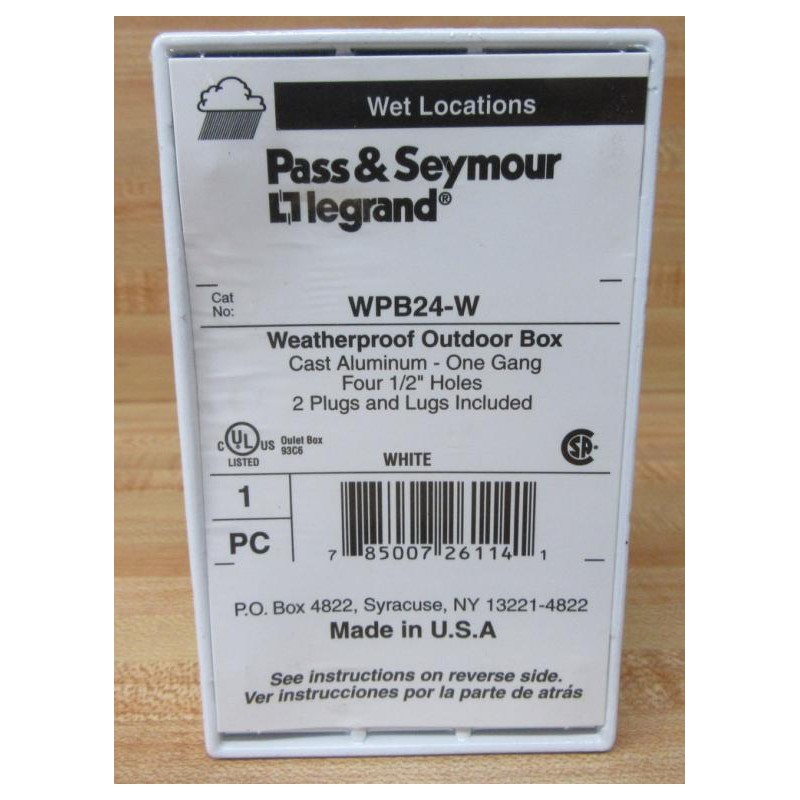 Wet Locations
Pass & Seymour
legrand®
Cat
No:
WPB24-W
Weatherproof Outdoor Box
Cast Aluminum - One Gang
Four 1/2" Holes
2 Plugs and Lugs Included
C UL US
LISTED
Oulet Box
93C6
WHITE
SA
1
PC
7 85007 26114 1
P.O. Box 4822, Syracuse, NY 13221-4822
Made in U.S.A
See instructions on reverse side.
Ver instrucciones por la parte de atrás